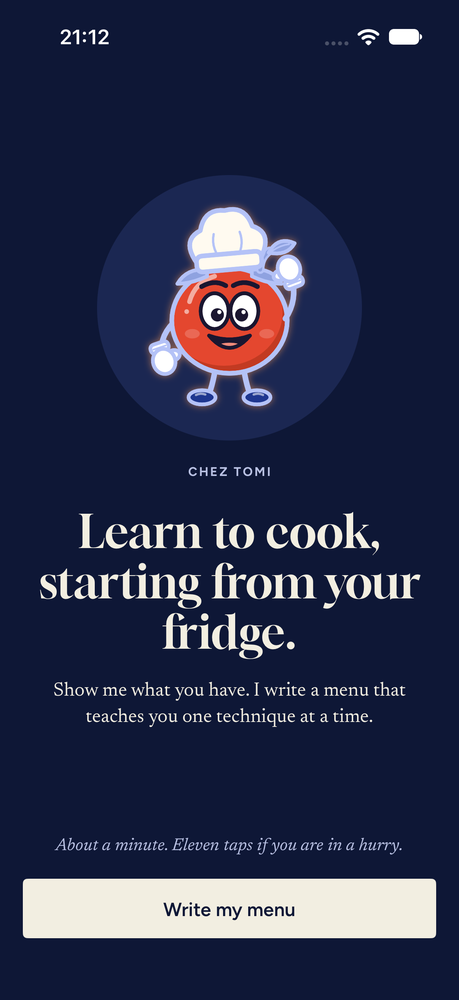 21:12
CHEZ TOMI
Learn to cook,
starting from your
fridge.
Show me what you have. I write a menu that
teaches you one technique at a time.
About a minute. Eleven taps if you are in a hurry.
Write my menu